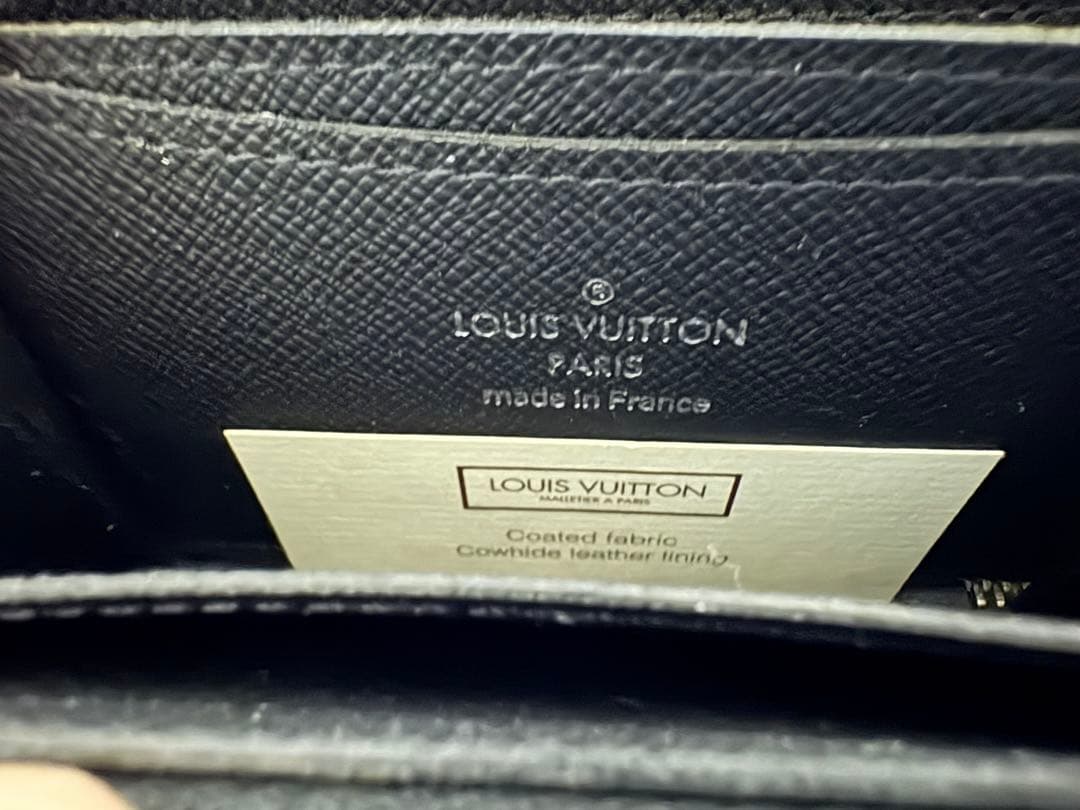 ®
LOUIS VUITTON
PARIS
made in France
LOUIS VUITTON
MALLETIER A PARIS
Coated fabric
Cowhide leather lining